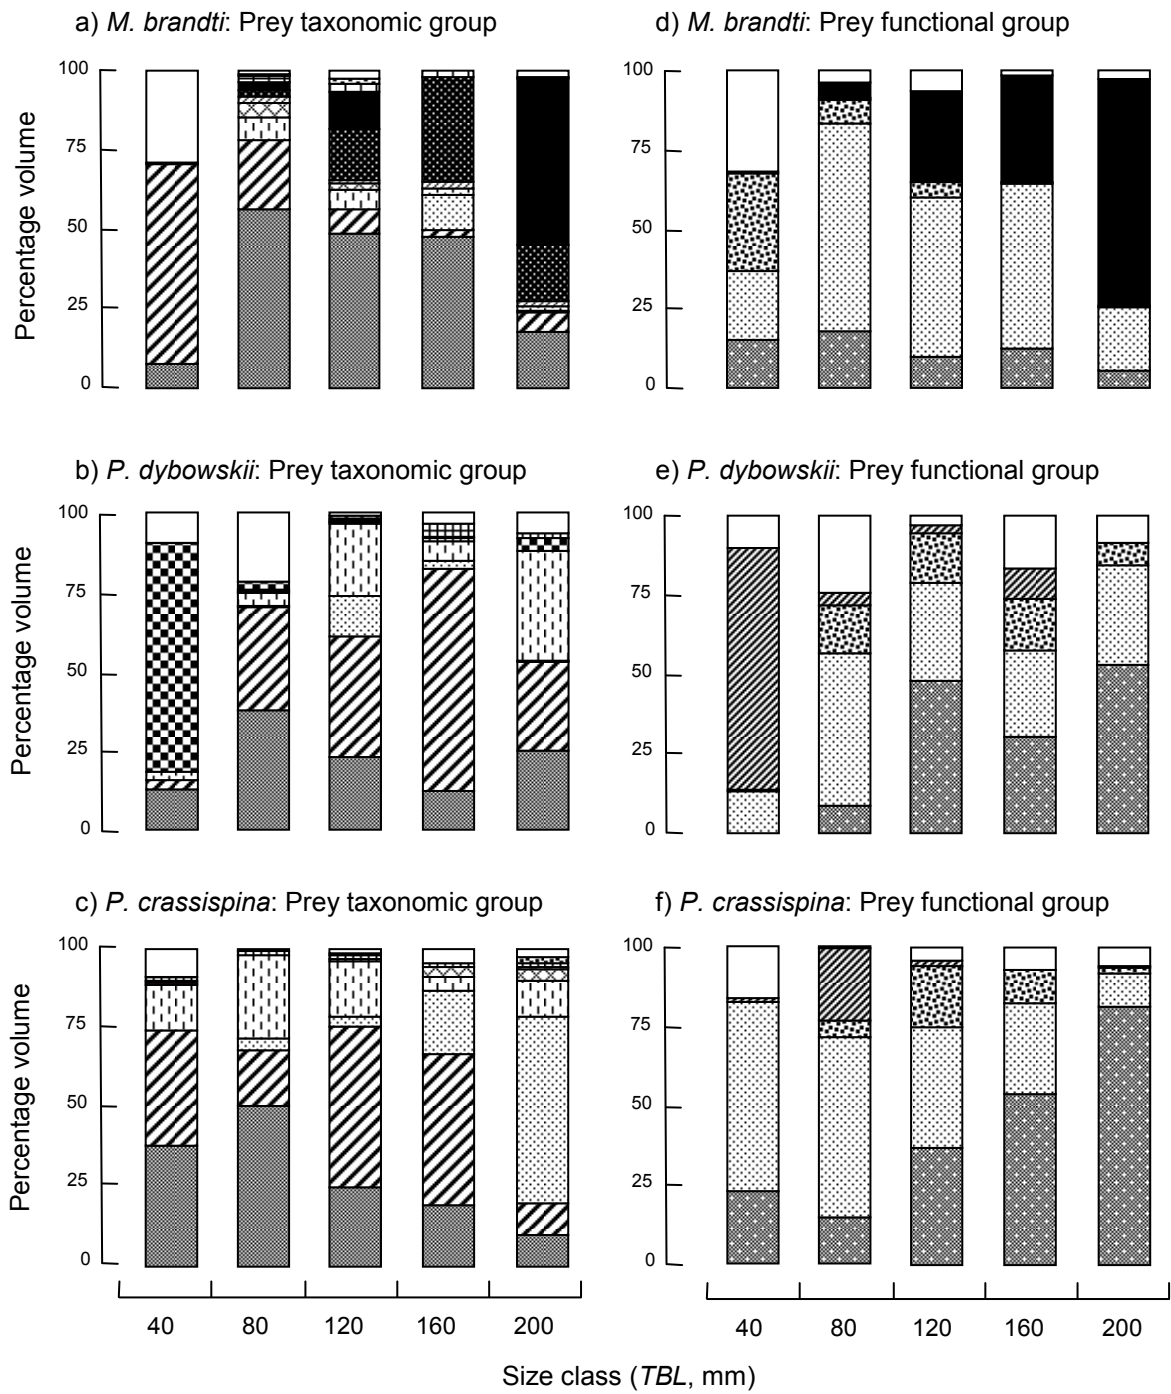 a) M. brandti: Prey taxonomic group
d) M. brandti: Prey functional group
Percentage volume
100
75
50
25
0
100
75
50
25
0
b) P. dybowskii: Prey taxonomic group
e) P. dybowskii: Prey functional group
Percentage volume
100
75
50
25
0
100
75
50
25
0
c) P. crassispina: Prey taxonomic group
f) P. crassispina: Prey functional group
Percentage volume
100
75
50
25
0
100
75
50
25
0
40 80 120 160 200
40 80 120 160 200
Size class (TBL, mm)